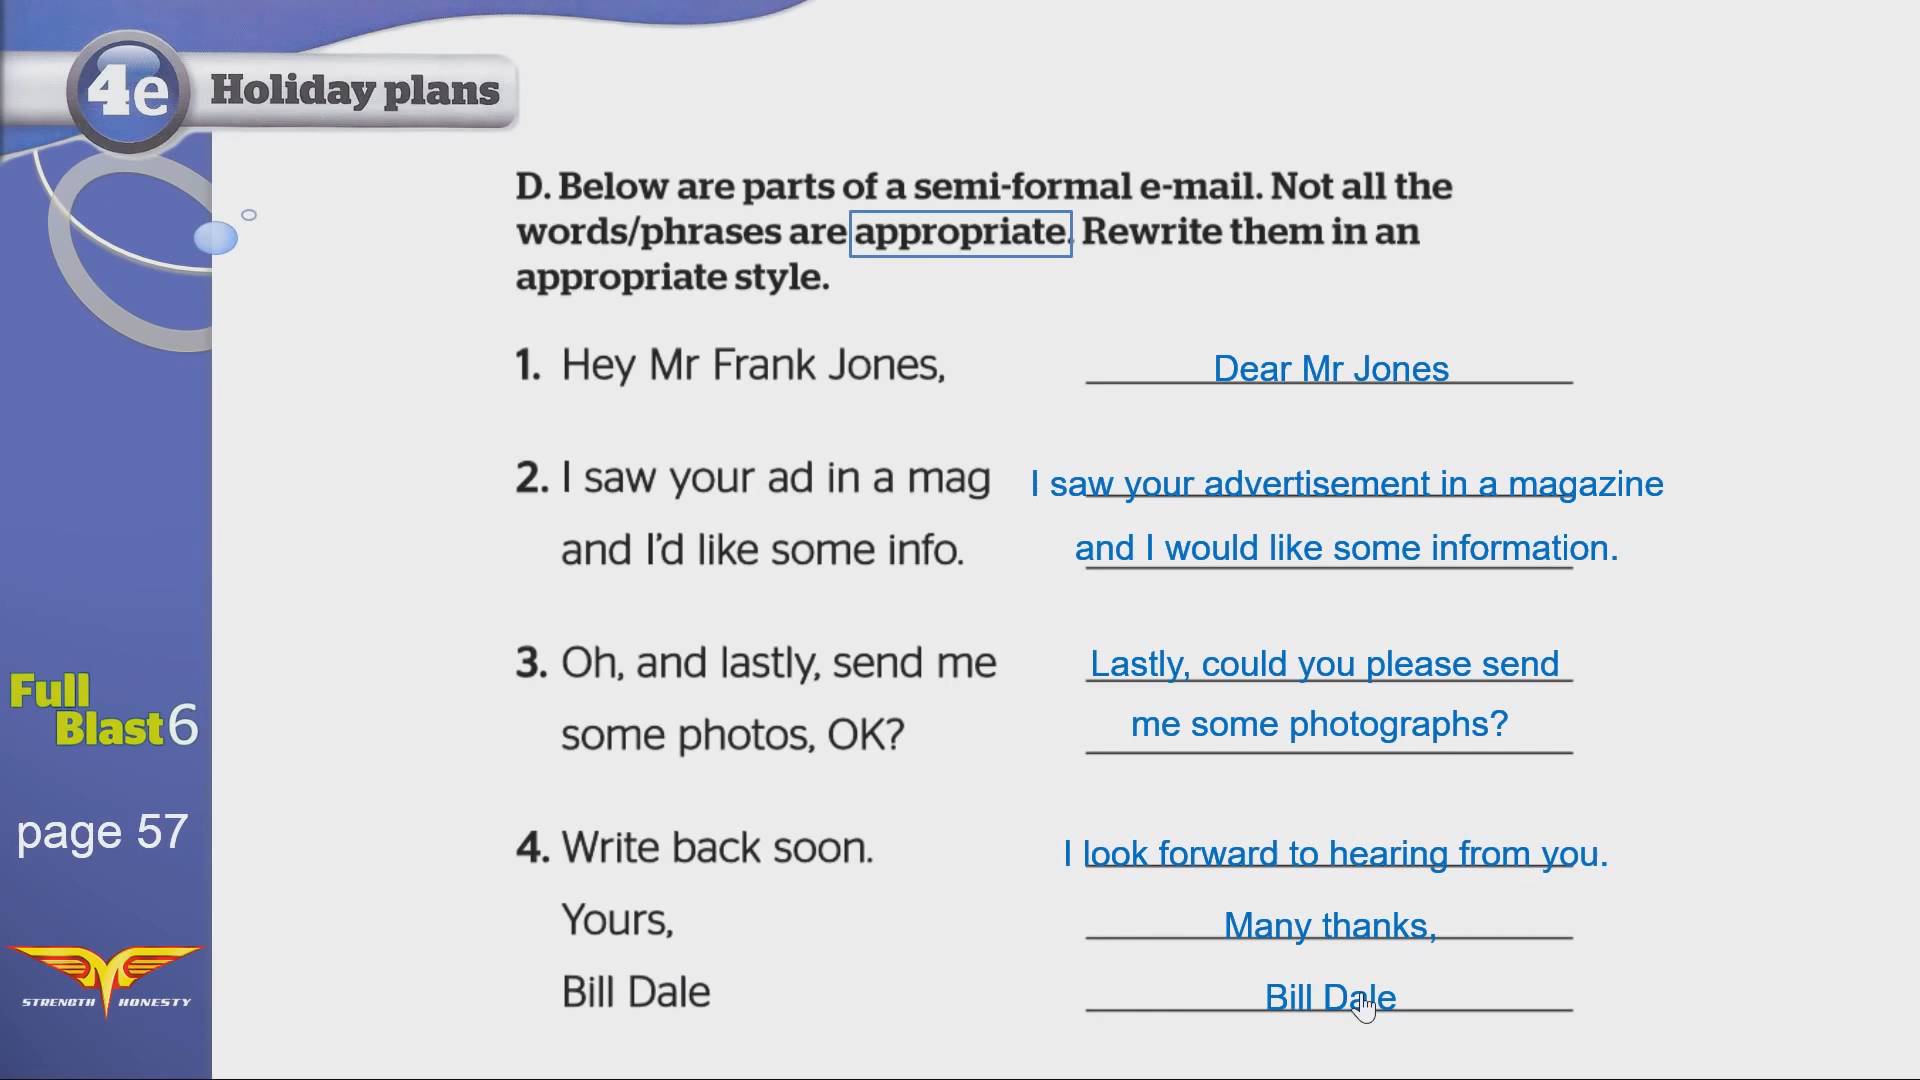 4e Holiday plans
D. Below are parts of a semi-formal e-mail. Not all the
words/phrases are appropriate. Rewrite them in an
appropriate style.
1. Hey Mr Frank Jones,
Dear Mr Jones
2. I saw your ad in a mag
I saw your advertisement in a magazine
and I'd like some info.
and I would like some information.
3. Oh, and lastly, send me
Lastly, could you please send
some photos, OK?
me some photographs?
4. Write back soon.
I look forward to hearing from you.
Yours,
Many thanks,
Bill Dale
Bill Dale
Full
Blast 6
page 57
STRENGTH HONESTY